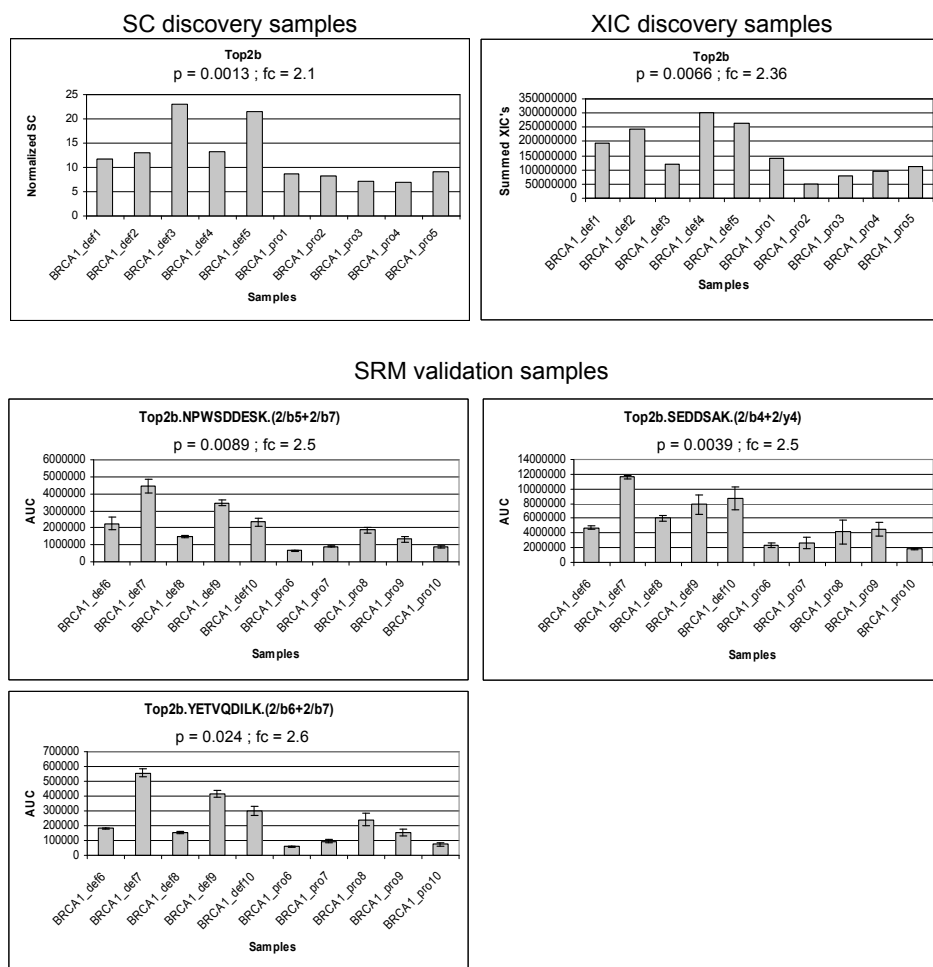 SC discovery samples
XIC discovery samples
Top2b
p = 0.0013 ; fc = 2.1
Normalized SC
25
20
15
10
5
0
BRCA1_def1
BRCA1_def2
BRCA1_def3
BRCA1_def4
BRCA1_def5
BRCA1_pro1
BRCA1_pro2
BRCA1_pro3
BRCA1_pro4
BRCA1_pro5
Samples
Top2b
p = 0.0066 ; fc = 2.36
Summed XIC's
350000000
300000000
250000000
200000000
150000000
100000000
50000000
0
BRCA1_def1
BRCA1_def2
BRCA1_def3
BRCA1_def4
BRCA1_def5
BRCA1_pro1
BRCA1_pro2
BRCA1_pro3
BRCA1_pro4
BRCA1_pro5
Samples
SRM validation samples
Top2b.NPWSDDESK.(2/b5+2/b7)
p = 0.0089 ; fc = 2.5
AUC
6000000
5000000
4000000
3000000
2000000
1000000
0
BRCA1_def6
BRCA1_def7
BRCA1_def8
BRCA1_def9
BRCA1_def10
BRCA1_pro6
BRCA1_pro7
BRCA1_pro8
BRCA1_pro9
BRCA1_pro10
Samples
Top2b.SEDDSAK.(2/b4+2/y4)
p = 0.0039 ; fc = 2.5
AUC
14000000
12000000
10000000
8000000
6000000
4000000
2000000
0
BRCA1_def6
BRCA1_def7
BRCA1_def8
BRCA1_def9
BRCA1_def10
BRCA1_pro6
BRCA1_pro7
BRCA1_pro8
BRCA1_pro9
BRCA1_pro10
Samples
Top2b.YETVQDILK.(2/b6+2/b7)
p = 0.024 ; fc = 2.6
AUC
700000
600000
500000
400000
300000
200000
100000
0
BRCA1_def6
BRCA1_def7
BRCA1_def8
BRCA1_def9
BRCA1_def10
BRCA1_pro6
BRCA1_pro7
BRCA1_pro8
BRCA1_pro9
BRCA1_pro10
Samples